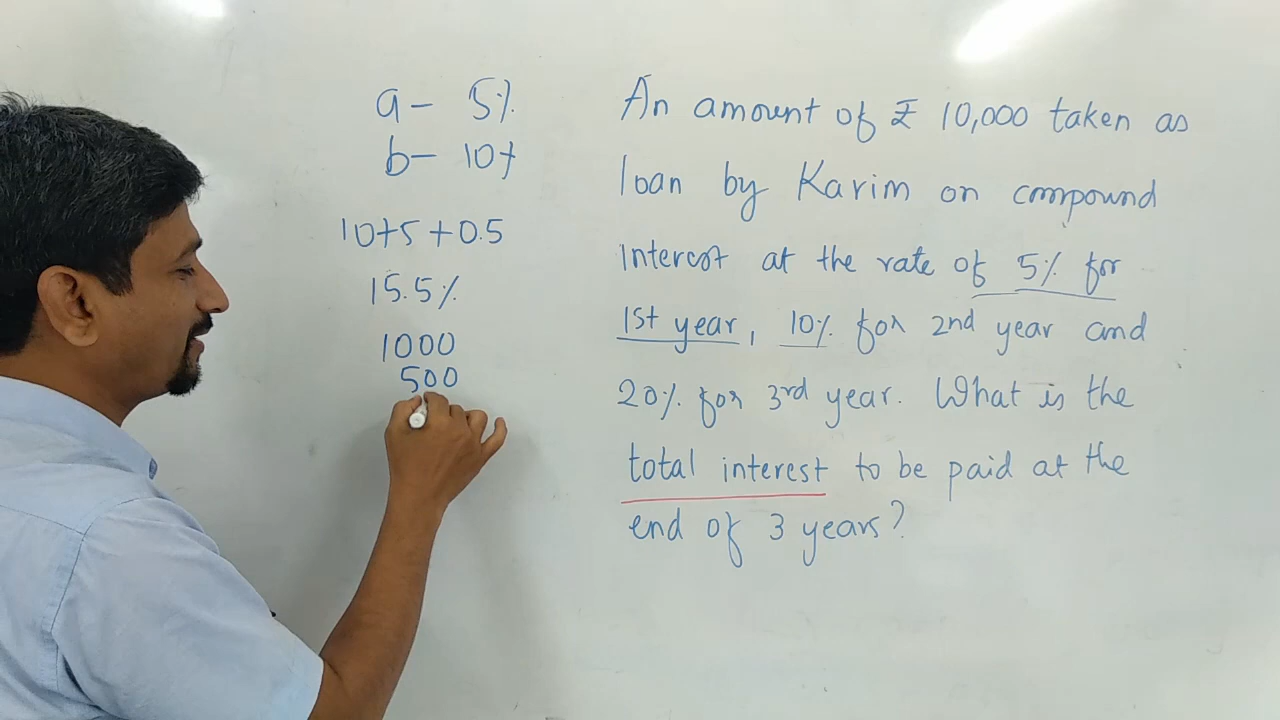 a- 5%
b- 10%
10+5 +0.5
15.5%
1000
500
An amount of ₹ 10,000 taken as
loan by Karim on compound
interest at the rate of 5% for
1st year, 10% for 2nd year and
20% for 3rd year. What is the
total interest to be paid at the
end of 3 years?